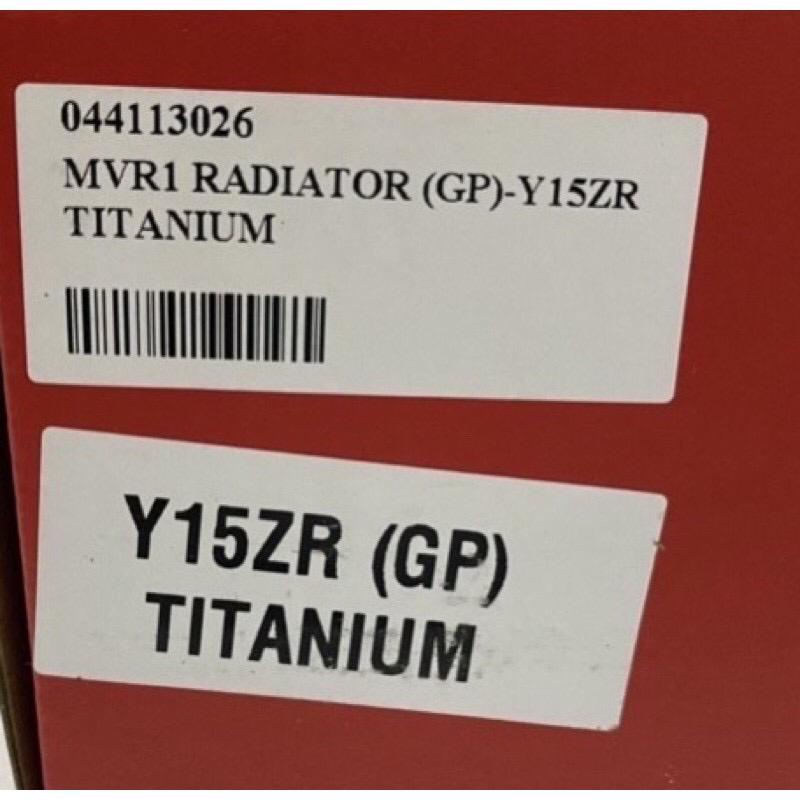 044113026
MVR1 RADIATOR (GP)-Y15ZR
TITANIUM
Y15ZR (GP)
TITANIUM